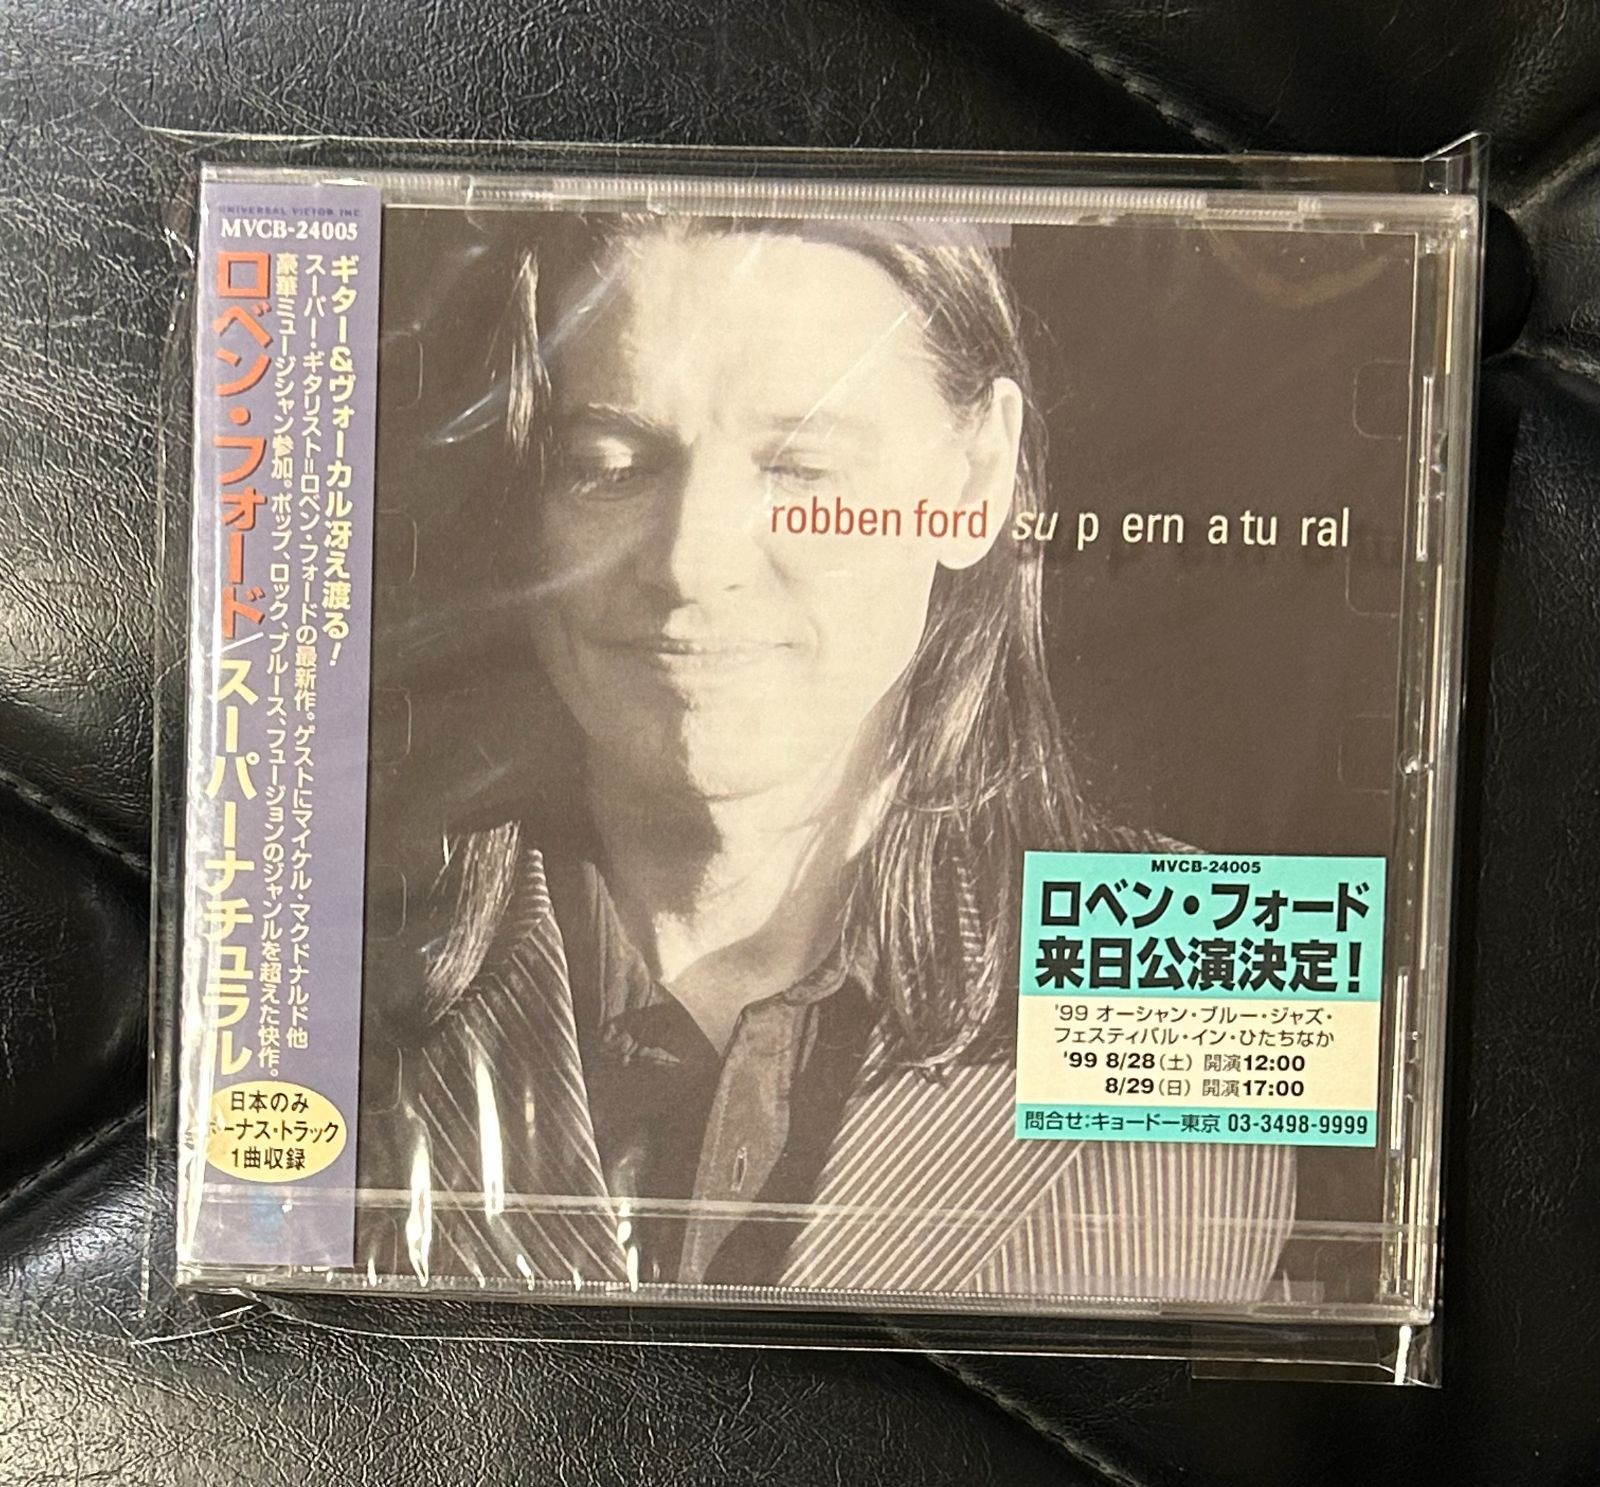 UNIVERSAL VICTOR, INC.
MVCB-24005
ギター&ヴォーカル冴え渡る!
スーパー・ギタリスト=ロベン・フォードの最新作。ゲストにマイケル・マクドナルド他
豪華ミュージシャン参加。ポップ、ロック、ブルース、フュージョンのジャンルを超えた快作。
ロベン・フォード/スーパーナチュラル
日本のみ
ボーナス・トラック
1曲収録
robben ford su p ern a tu ral
MVCB-24005
ロベン・フォード
来日公演決定!
'99 オーシャン・ブルー・ジャズ・
フェスティバル・イン・ひたちなか
'99 8/28(土) 開演12:00
8/29(日) 開演17:00
問合せ:キョードー東京 03-3498-9999